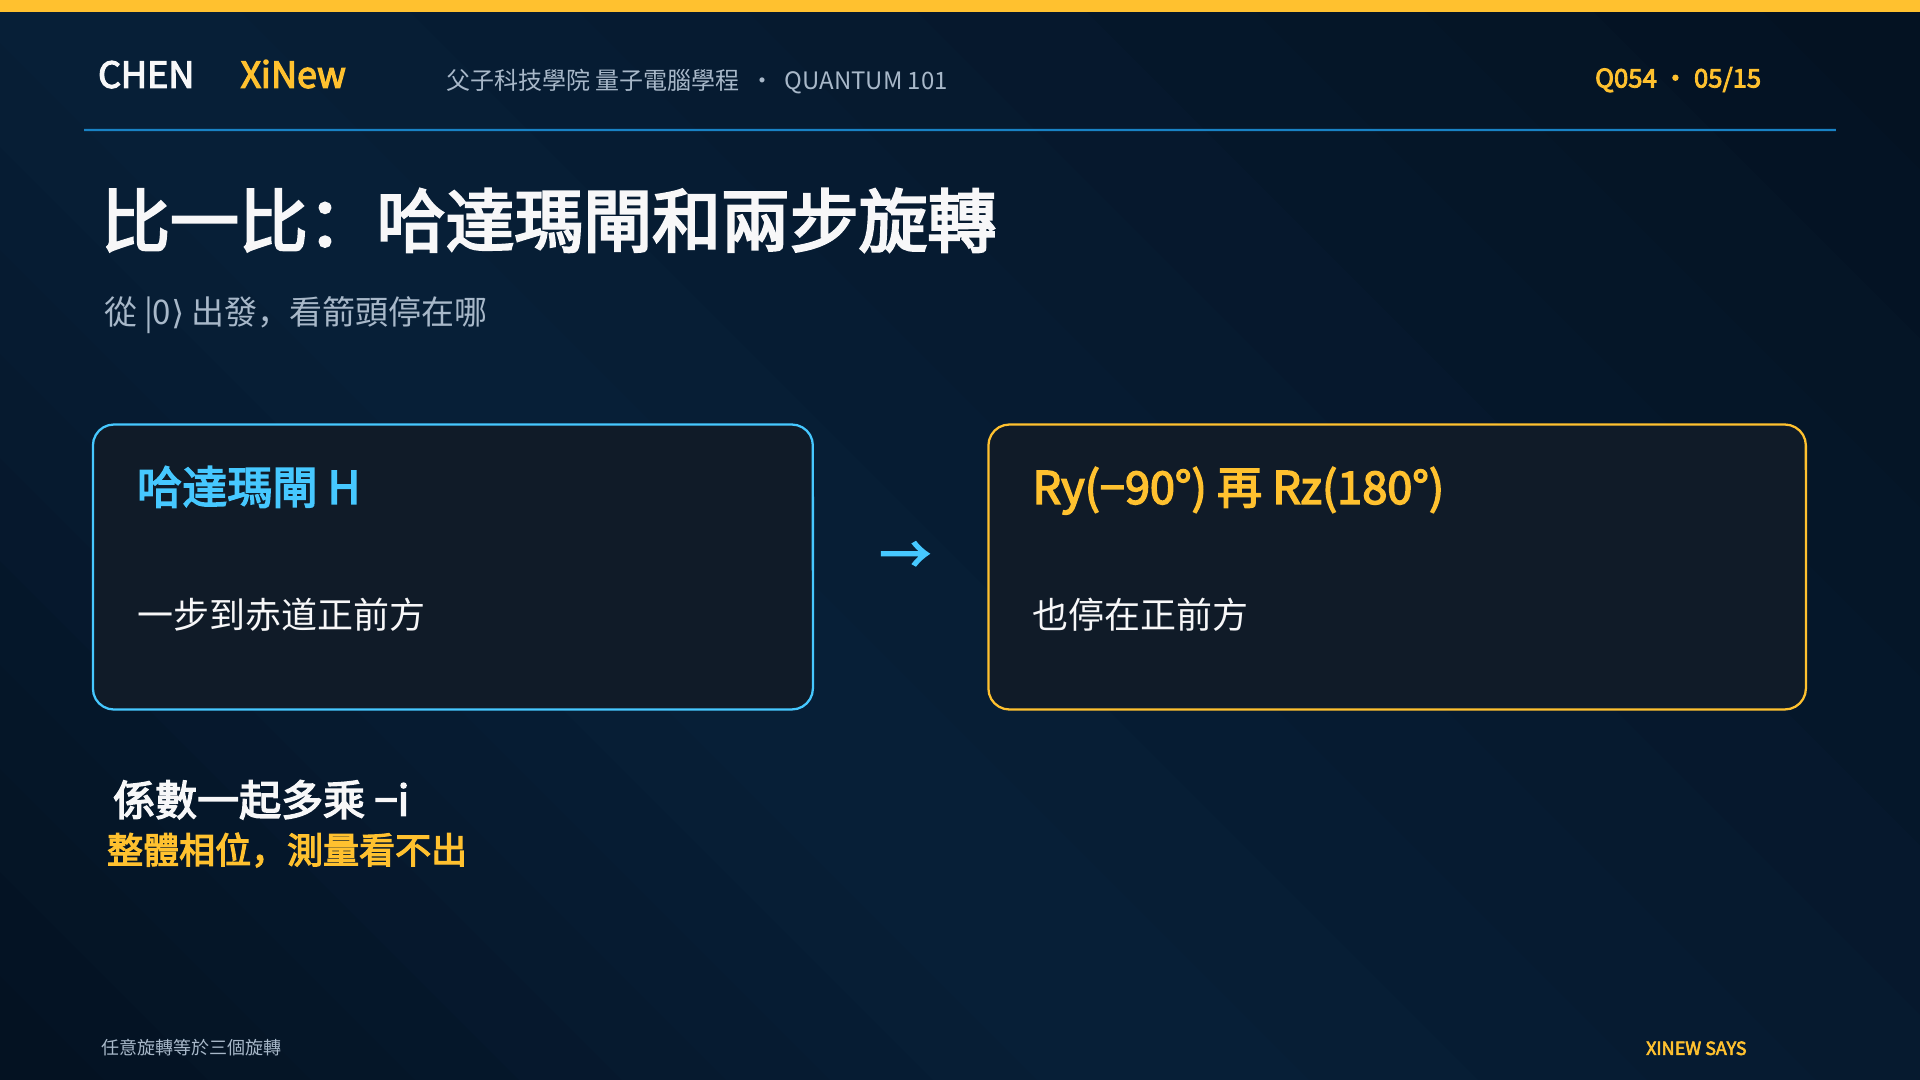 CHEN XiNew 父子科技學院 量子電腦學程 · QUANTUM 101 Q054 · 05/15
比一比：哈達瑪閘和兩步旋轉
從 |0⟩ 出發，看箭頭停在哪
哈達瑪閘 H
一步到赤道正前方
→
Ry(−90°) 再 Rz(180°)
也停在正前方
係數一起多乘 −i
整體相位，測量看不出
任意旋轉等於三個旋轉
XINEW SAYS